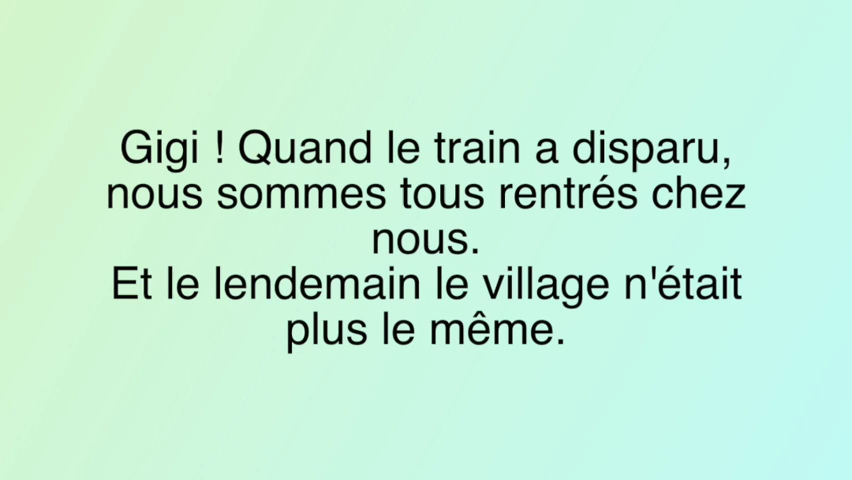 Gigi ! Quand le train a disparu,
nous sommes tous rentrés chez
nous.
Et le lendemain le village n'était
plus le même.